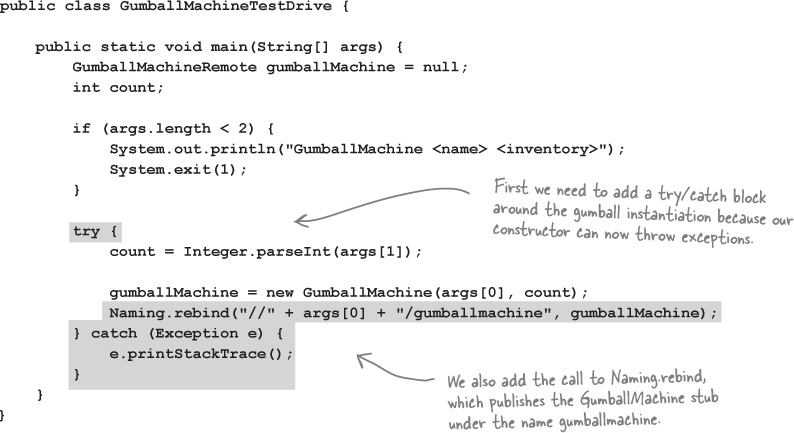 public class GumballMachineTestDrive {
public static void main(String[] args) {
GumballMachineRemote gumballMachine = null;
int count;
if (args.length < 2) {
System.out.println("GumballMachine <name> <inventory>");
System.exit(1);
}
First we need to add a try/catch block
around the gumball instantiation because our
constructor can now throw exceptions.
try {
count = Integer.parseInt(args[1]);
gumballMachine = new GumballMachine(args[0], count);
Naming.rebind("//" + args[0] + "/gumballmachine", gumballMachine);
} catch (Exception e) {
e.printStackTrace();
}
We also add the call to Naming.rebind,
which publishes the GumballMachine stub
under the name gumballmachine.
}
}